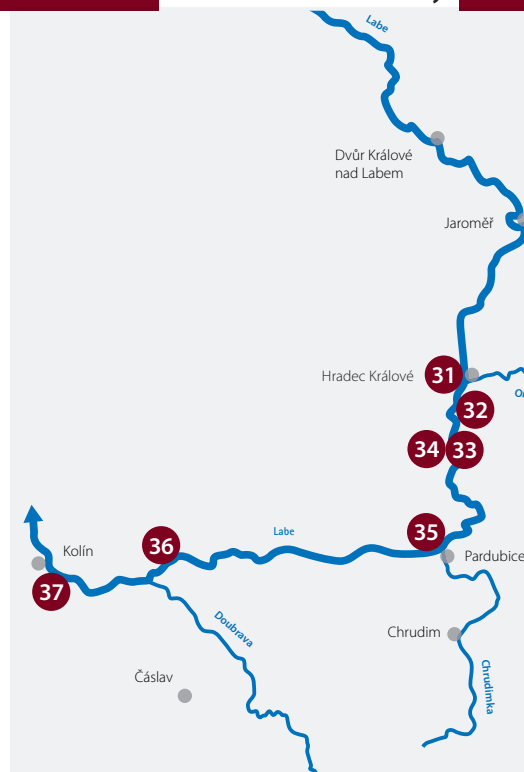 Labe
Dvůr Králové
nad Labem
Jaroměř
Hradec Králové
31
32
34
33
35
Labe
36
Kolín
Pardubice
37
Doubrava
Chrudim
Čáslav
Chrudimka